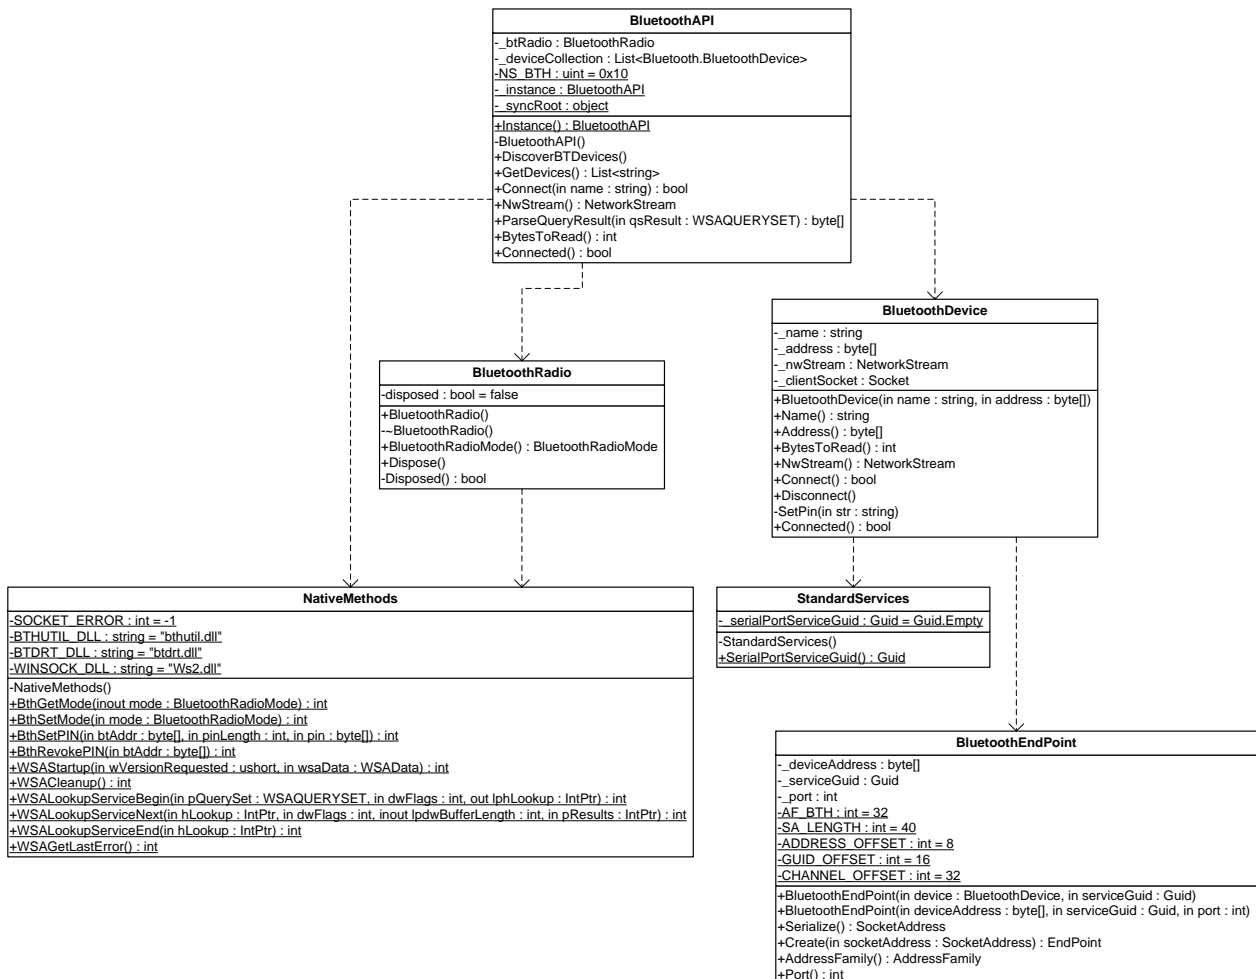 BluetoothAPI
-_btRadio : BluetoothRadio
-_deviceCollection : List<Bluetooth.BluetoothDevice>
-NS_BTH : uint = 0x10
-_instance : BluetoothAPI
-_syncRoot : object
+Instance() : BluetoothAPI
-BluetoothAPI()
+DiscoverBTDevices()
+GetDevices() : List<string>
+Connect(in name : string) : bool
+NwStream() : NetworkStream
+ParseQueryResult(in qsResult : WSAQUERYSET) : byte[]
+BytesToRead() : int
+Connected() : bool
BluetoothDevice
-_name : string
-_address : byte[]
-_nwStream : NetworkStream
-_clientSocket : Socket
+BluetoothDevice(in name : string, in address : byte[])
+Name() : string
+Address() : byte[]
+BytesToRead() : int
+NwStream() : NetworkStream
+Connect() : bool
+Disconnect()
-SetPin(in str : string)
+Connected() : bool
BluetoothRadio
-disposed : bool = false
+BluetoothRadio()
-~BluetoothRadio()
+BluetoothRadioMode() : BluetoothRadioMode
+Dispose()
-Disposed() : bool
NativeMethods
-SOCKET_ERROR : int = -1
-BTHUTIL_DLL : string = "bthutil.dll"
-BTDRT_DLL : string = "btdrt.dll"
-WINSOCK_DLL : string = "Ws2.dll"
-NativeMethods()
+BthGetMode(inout mode : BluetoothRadioMode) : int
+BthSetMode(in mode : BluetoothRadioMode) : int
+BthSetPIN(in btAddr : byte[], in pinLength : int, in pin : byte[]) : int
+BthRevokePIN(in btAddr : byte[]) : int
+WSAStartup(in wVersionRequested : ushort, in wsaData : WSAData) : int
+WSACleanup() : int
+WSALookupServiceBegin(in pQuerySet : WSAQUERYSET, in dwFlags : int, out lphLookup : IntPtr) : int
+WSALookupServiceNext(in hLookup : IntPtr, in dwFlags : int, inout lpdwBufferLength : int, in pResults : IntPtr) : int
+WSALookupServiceEnd(in hLookup : IntPtr) : int
+WSAGetLastError() : int
StandardServices
-_serialPortServiceGuid : Guid = Guid.Empty
-StandardServices()
+SerialPortServiceGuid() : Guid
BluetoothEndPoint
-_deviceAddress : byte[]
-_serviceGuid : Guid
-_port : int
-AF_BTH : int = 32
-SA_LENGTH : int = 40
-ADDRESS_OFFSET : int = 8
-GUID_OFFSET : int = 16
-CHANNEL_OFFSET : int = 32
+BluetoothEndPoint(in device : BluetoothDevice, in serviceGuid : Guid)
+BluetoothEndPoint(in deviceAddress : byte[], in serviceGuid : Guid, in port : int)
+Serialize() : SocketAddress
+Create(in socketAddress : SocketAddress) : EndPoint
+AddressFamily() : AddressFamily
+Port() : int